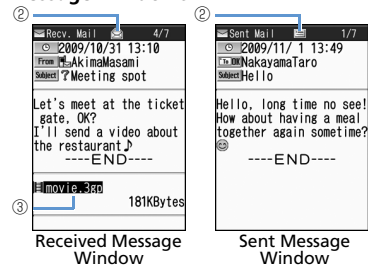 ②
②
Recv. Mail 4/7
2009/10/31 13:10
From AkimaMasami
Subject ?Meeting spot
Let's meet at the ticket
gate, OK?
I'll send a video about
the restaurant♪
----END----
movie.3gp
181KBytes
③
Received Message
Window
Sent Mail 1/7
2009/11/ 1 13:49
To OK NakayamaTaro
Subject Hello
Hello, long time no see!
How about having a meal
together again sometime?
😊
----END----
Sent Message
Window